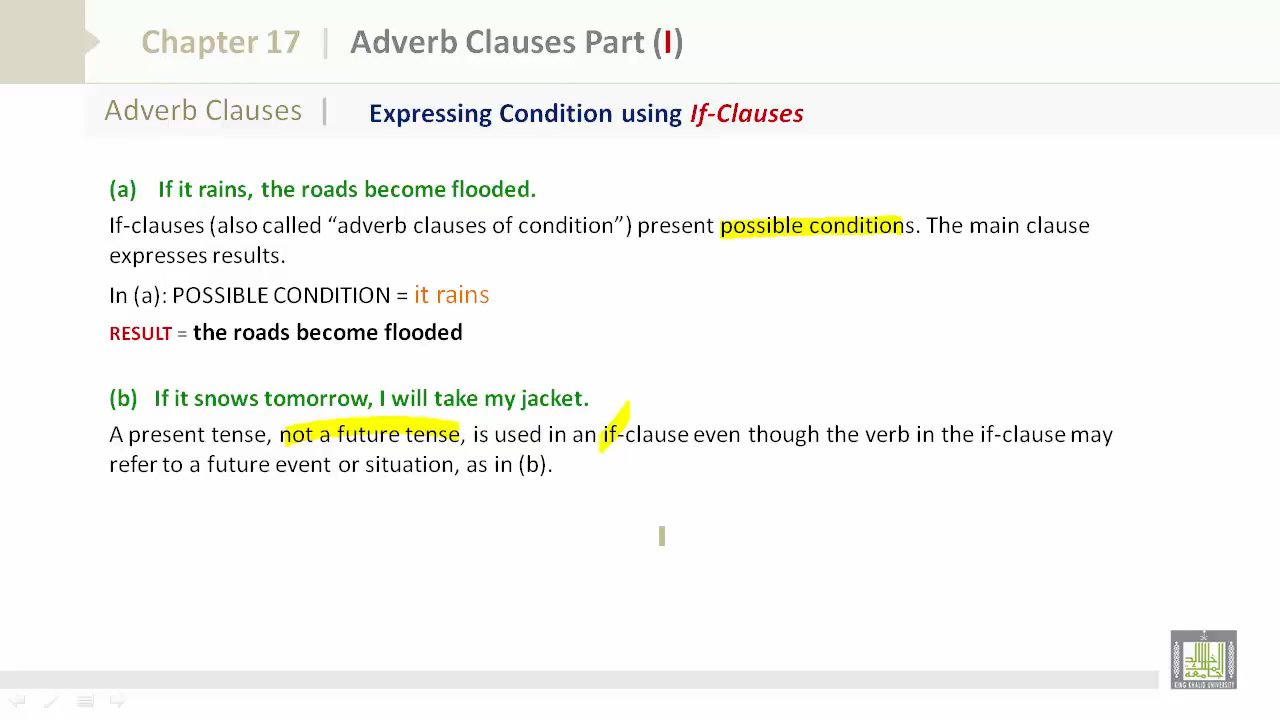 Chapter 17 | Adverb Clauses Part (I)
Adverb Clauses | Expressing Condition using If-Clauses
(a) If it rains, the roads become flooded.
If-clauses (also called “adverb clauses of condition”) present possible conditions. The main clause
expresses results.
In (a): POSSIBLE CONDITION = it rains
RESULT = the roads become flooded
(b) If it snows tomorrow, I will take my jacket.
A present tense, not a future tense, is used in an if-clause even though the verb in the if-clause may
refer to a future event or situation, as in (b).
KING KHALID UNIVERSITY